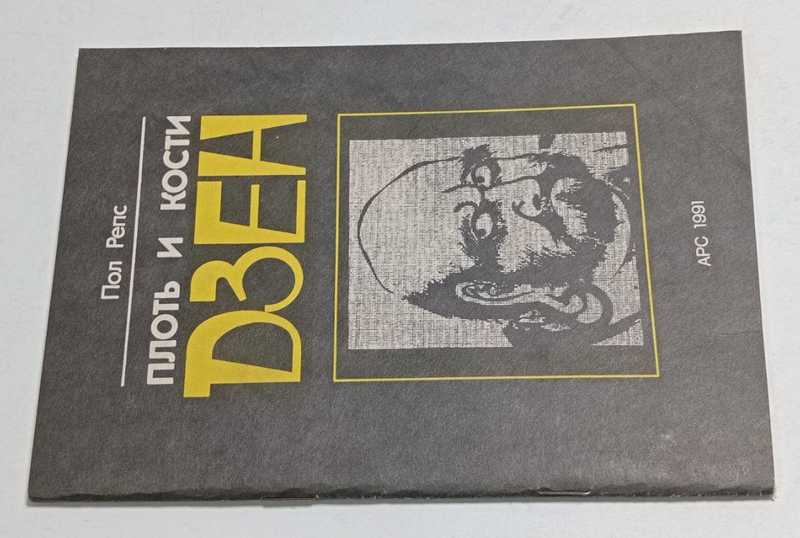 Пол Репс
ПЛОТЬ И КОСТИ
ДЗЕН
АРС 1991